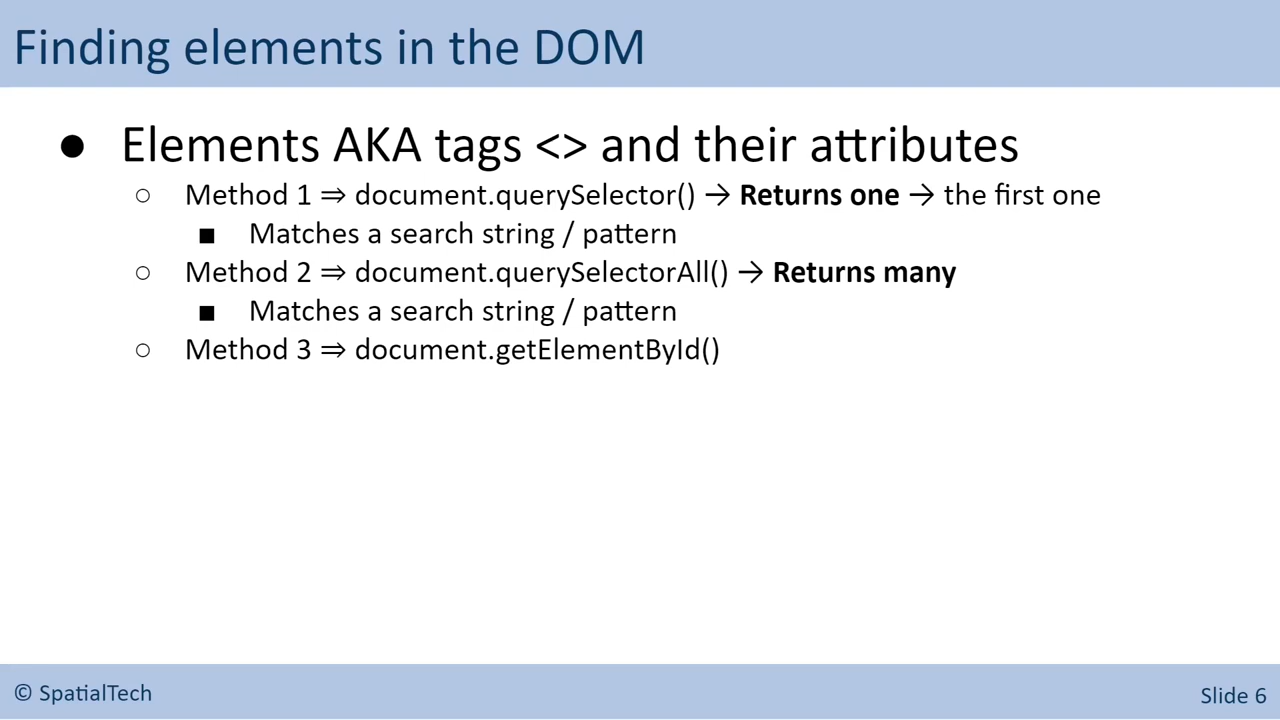 Finding elements in the DOM
● Elements AKA tags <> and their attributes
○ Method 1 ⇒ document.querySelector() → Returns one → the first one
■ Matches a search string / pattern
○ Method 2 ⇒ document.querySelectorAll() → Returns many
■ Matches a search string / pattern
○ Method 3 ⇒ document.getElementById()
© SpatialTech
Slide 6